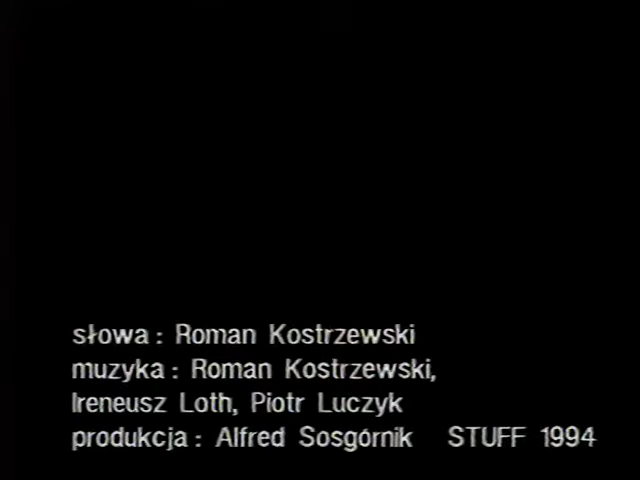 słowa: Roman Kostrzewski
muzyka: Roman Kostrzewski,
Ireneusz Loth, Piotr Luczyk
produkcja: Alfred Sosgórnik STUFF 1994